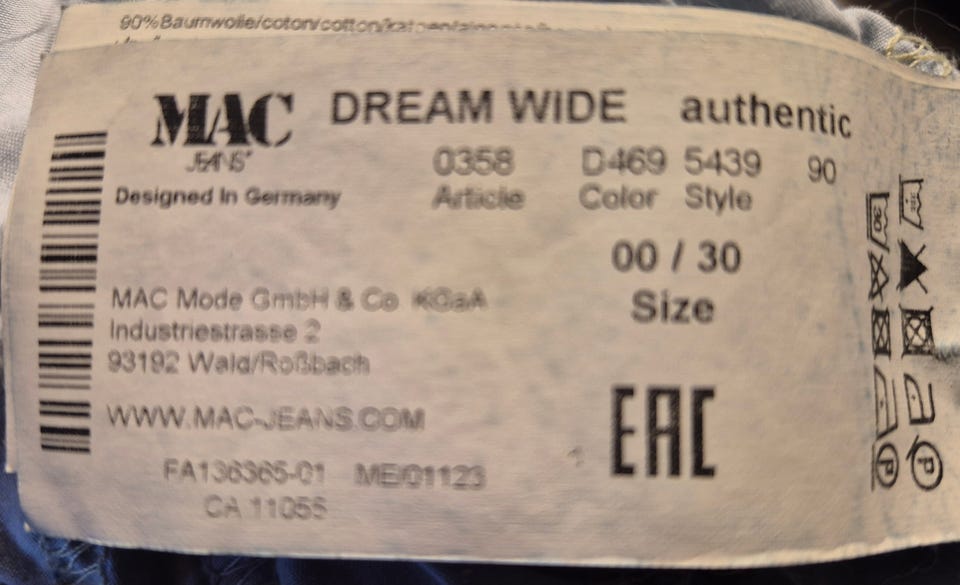 90%Baumwolle/coton/cotton/katoen/
MAC DREAM WIDE authentic
JEANS
0358 D469 5439 90
Designed In Germany Article Color Style
00 / 30
Size
MAC Mode GmbH & Co KGaA
Industriestrasse 2
93192 Wald/Roßbach
WWW.MAC-JEANS.COM
EAC
FA136365-01 ME/01123
CA 11055